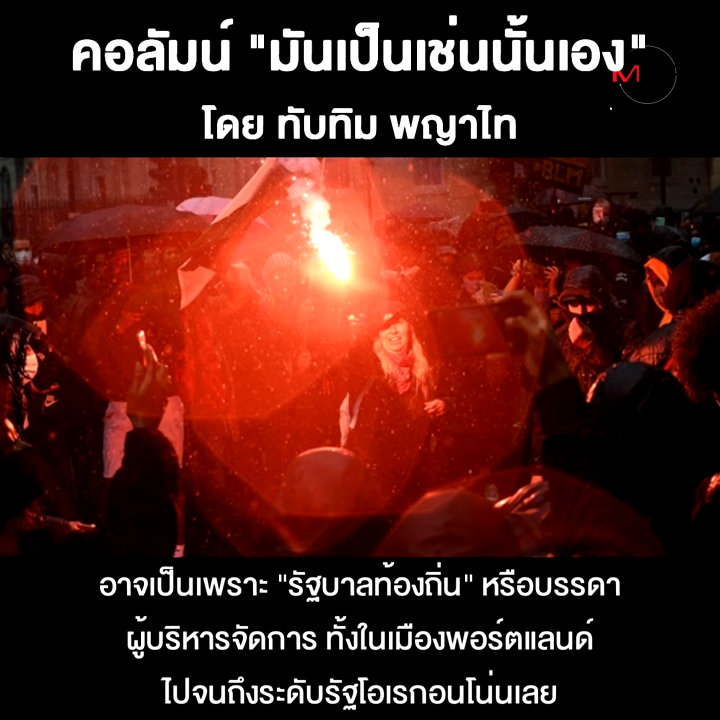 คอลัมน์ "มันเป็นเช่นนั้นเอง"
M
โดย ทับทิม พญาไท
BLM
อาจเป็นเพราะ "รัฐบาลท้องถิ่น" หรือบรรดา
ผู้บริหารจัดการ ทั้งในเมืองพอร์ตแลนด์
ไปจนถึงระดับรัฐโอเรกอนโน่นเลย